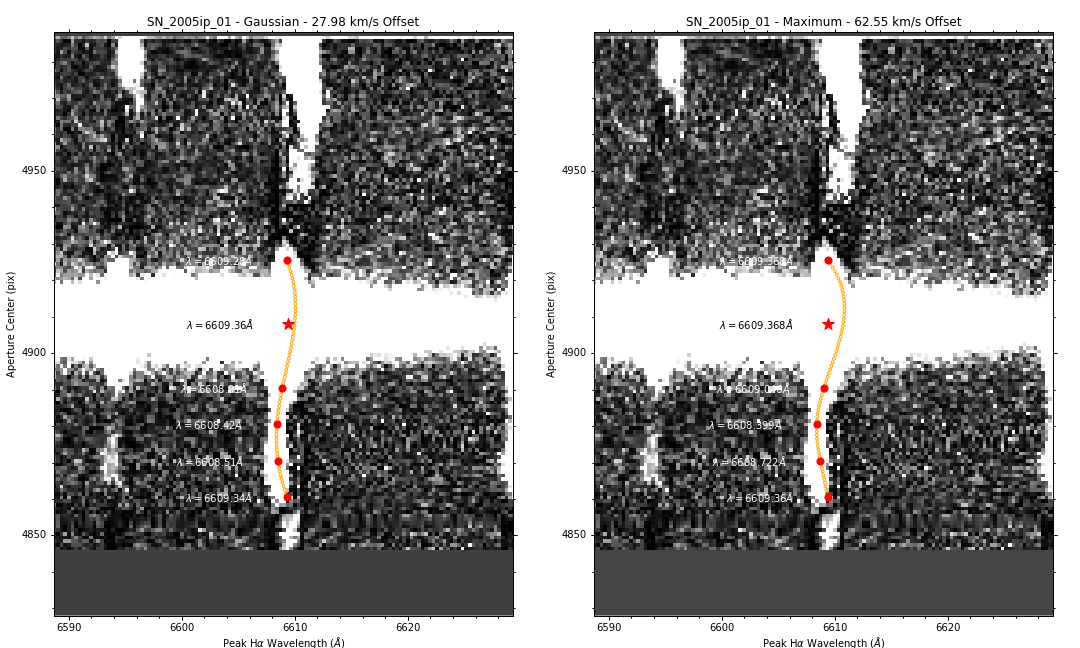 SN_2005ip_01 - Gaussian - 27.98 km/s Offset
SN_2005ip_01 - Maximum - 62.55 km/s Offset
Aperture Center (pix)
4950
4900
4850
λ=6609.28Å
λ=6609.36Å
λ=6608.42Å
λ=6608.51Å
λ=6609.34Å
6590
6600
6610
6620
Peak Hα Wavelength (Å)
Aperture Center (pix)
4950
4900
4850
λ=6609.368Å
λ=6609.368Å
λ=6608.399Å
λ=6608.722Å
λ=6609.36Å
6590
6600
6610
6620
Peak Hα Wavelength (Å)